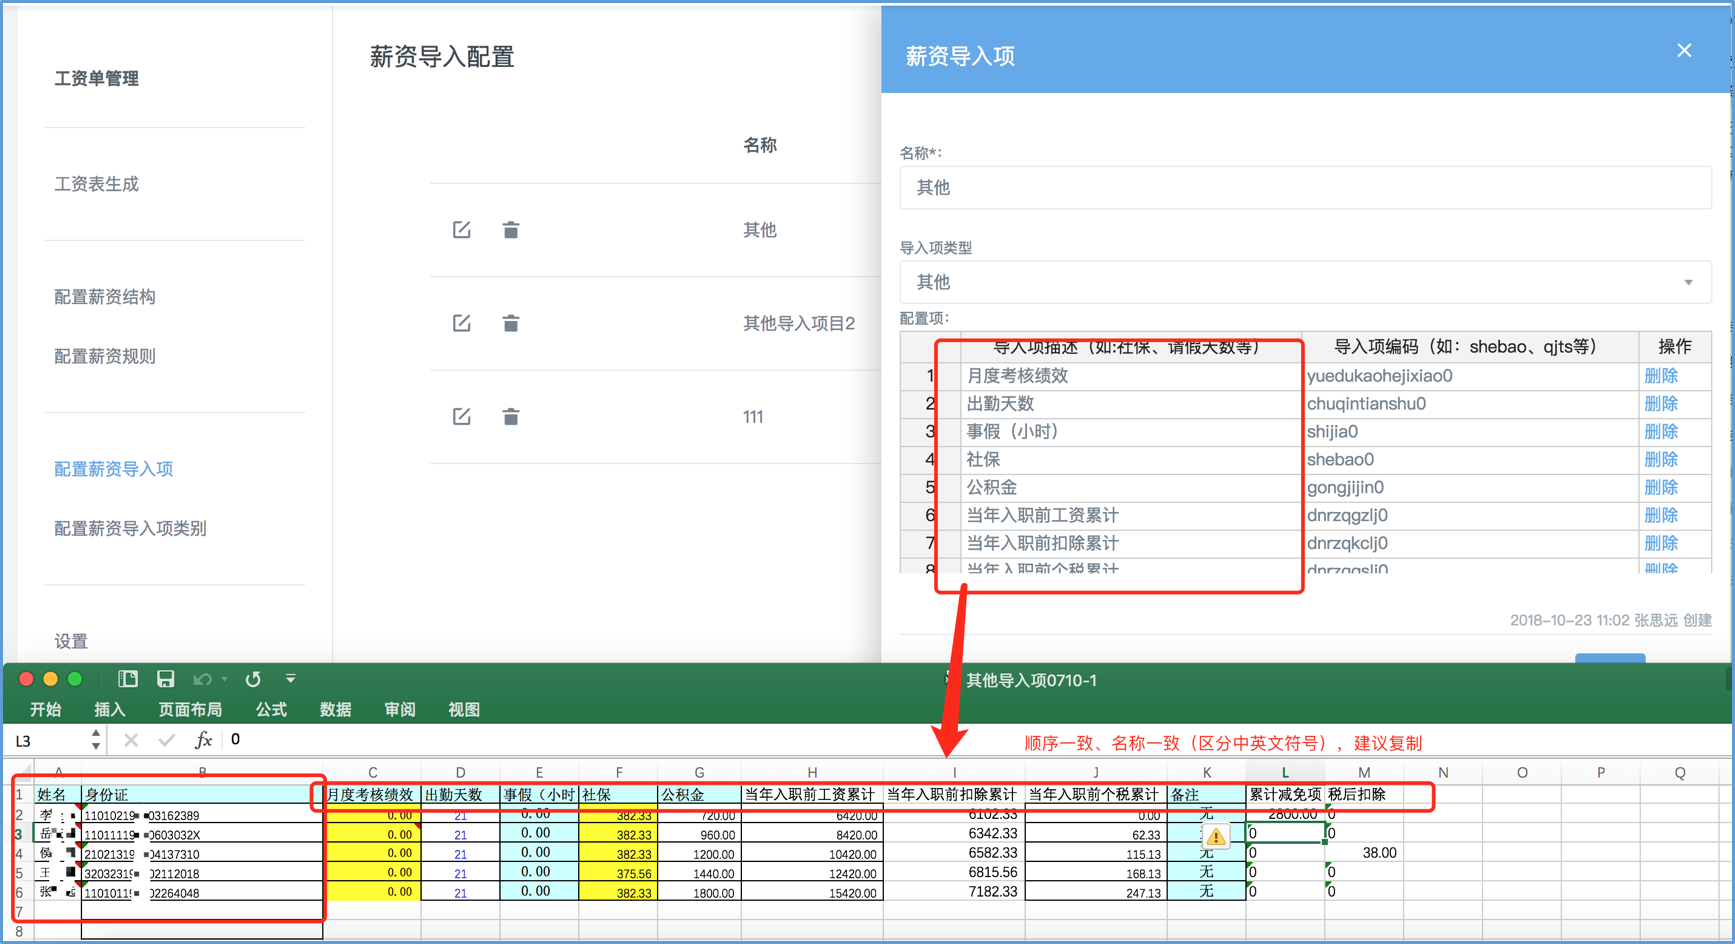 工资单管理
工资表生成
配置薪资结构
配置薪资规则
配置薪资导入项
配置薪资导入项类别
设置
薪资导入配置
名称
其他
其他导入项目2
111
薪资导入项
名称*:
其他
导入项类型
其他
配置项:
导入项描述（如:社保、请假天数等） 导入项编码（如：shebao、qjts等） 操作
1 月度考核绩效 yuedukaohejixiao0 删除
2 出勤天数 chuqintianshu0 删除
3 事假（小时） shijia0 删除
4 社保 shebao0 删除
5 公积金 gongjijin0 删除
6 当年入职前工资累计 dnrzqgzlj0 删除
7 当年入职前扣除累计 dnrzqkclj0 删除
8 当年入职前个税累计 dnrzqgslj0 删除
2018-10-23 11:02 张思远 创建
其他导入项0710-1
开始 插入 页面布局 公式 数据 审阅 视图
L3 fx 0
顺序一致、名称一致（区分中英文符号），建议复制
A B C D E F G H I J K L M N O P Q
1 姓名 身份证 月度考核绩效 出勤天数 事假（小时 社保 公积金 当年入职前工资累计 当年入职前扣除累计 当年入职前个税累计 备注 累计减免项 税后扣除
2 李 11010219 03162389 0.00 21 0.00 382.33 720.00 6420.00 6102.33 0.00 无 2800.00 0
3 岳 11011119 0603032X 0.00 21 0.00 382.33 960.00 8420.00 6342.33 62.33 0 0
4 侯 21021319 04137310 0.00 21 0.00 382.33 1200.00 10420.00 6582.33 115.13 无 0 38.00
5 王 32032319 02112018 0.00 21 0.00 375.56 1440.00 12420.00 6815.56 168.13 无 0 0
6 张 11010119 02264048 0.00 21 0.00 382.33 1800.00 15420.00 7182.33 247.13 无 0 0
7
8